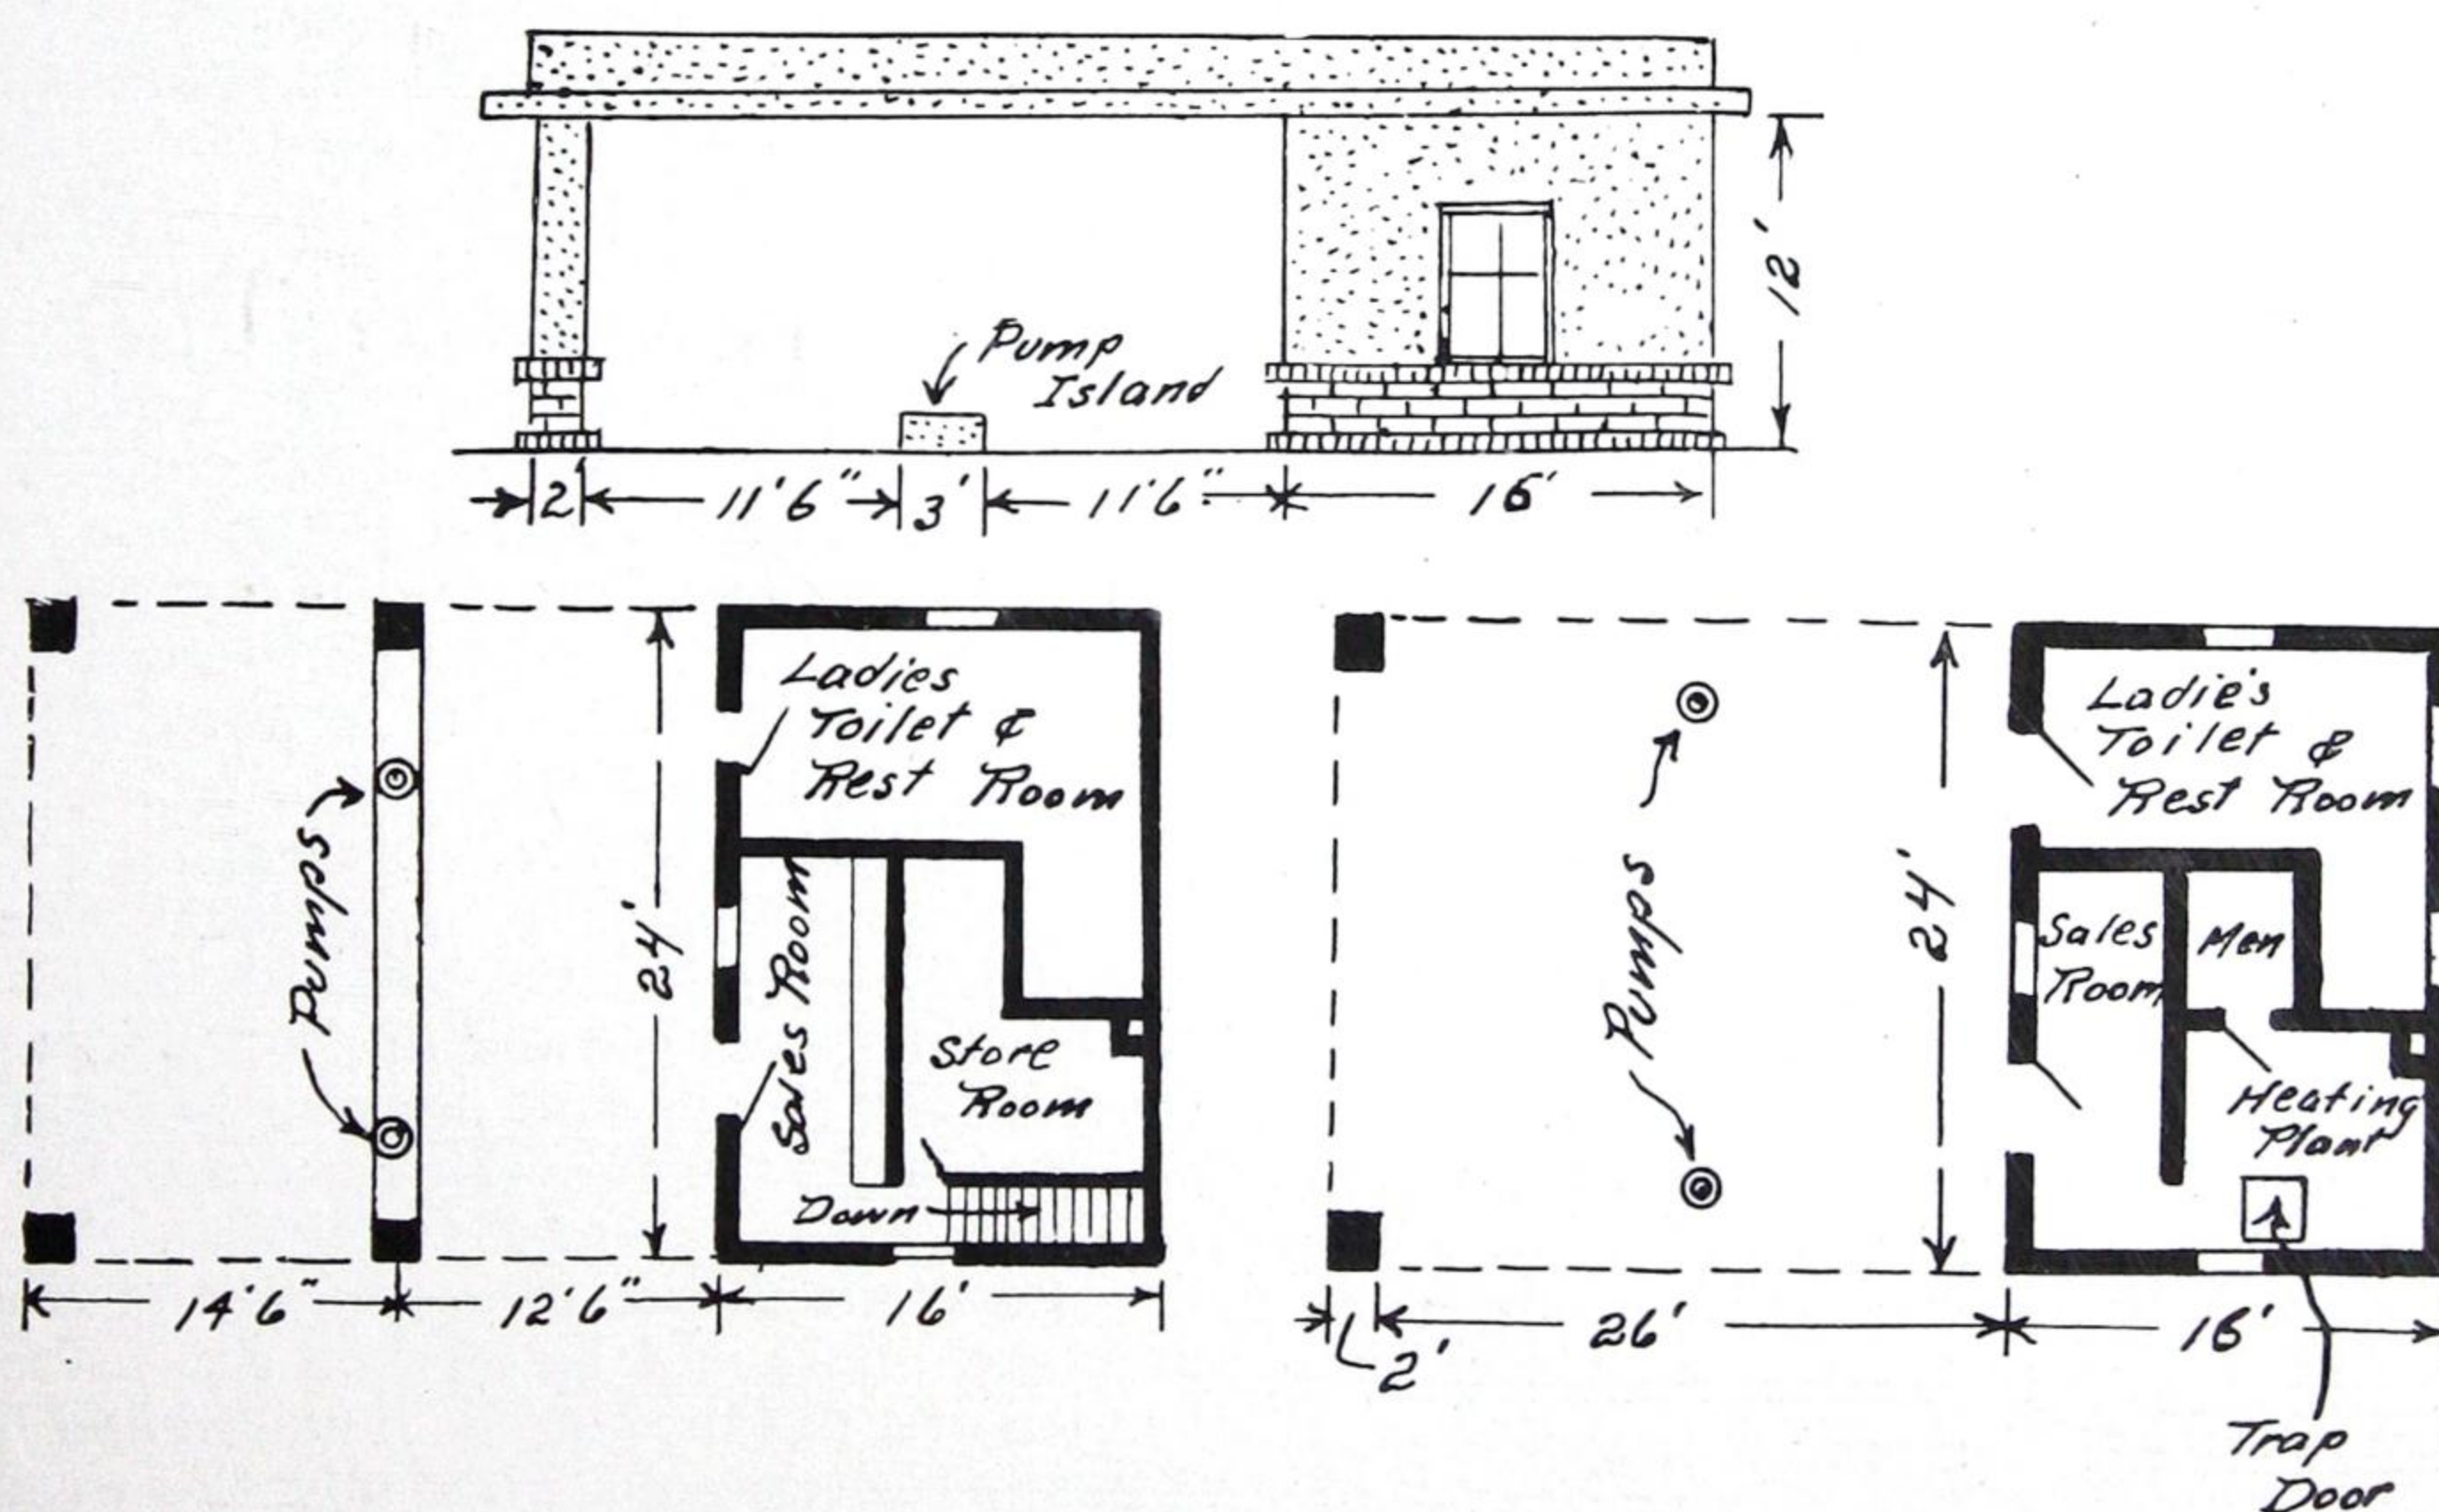 Pump
Island
12'
2 11'6" 3' 11'6" 16'
Ladies
Toilet &
Rest Room
Pumps
24'
Sales Room
Store
Room
Down
14'6" 12'6" 16'
Ladie's
Toilet &
Rest Room
Pumps
24'
Sales
Room
Men
Heating
Plant
2' 26' 16'
Trap
Door